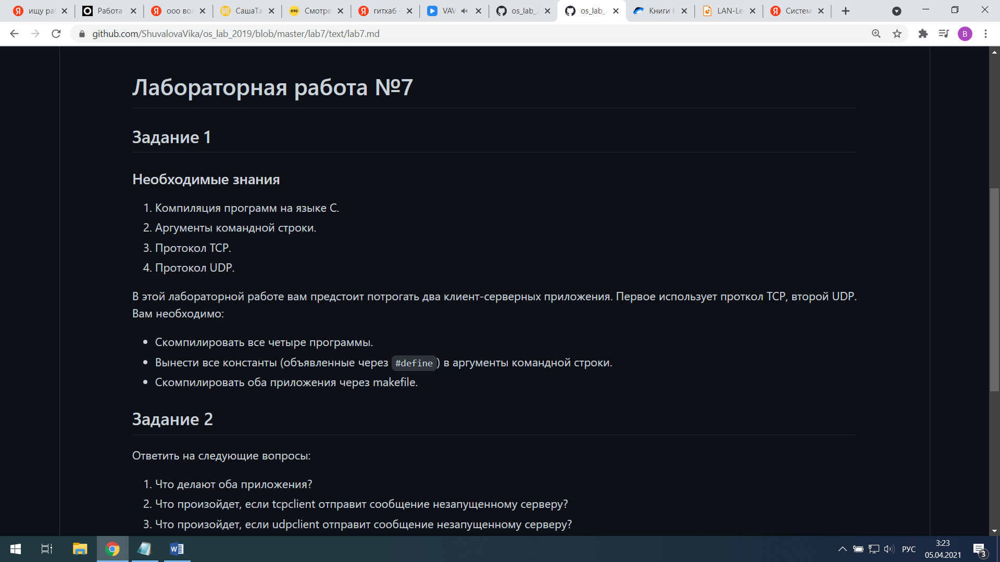 ищу ра
Работа
ооо вол
СашаТа
Смотре
гитхаб -
VAV
os_lab_2
os_lab_2
Книги Н
LAN-Le
Систем
github.com/ShuvalovaVika/os_lab_2019/blob/master/lab7/text/lab7.md
В
Лабораторная работа №7
Задание 1
Необходимые знания
1. Компиляция программ на языке C.
2. Аргументы командной строки.
3. Протокол TCP.
4. Протокол UDP.
В этой лабораторной работе вам предстоит потрогать два клиент-серверных приложения. Первое использует проткол TCP, второй UDP.
Вам необходимо:
• Скомпилировать все четыре программы.
• Вынести все константы (объявленные через #define) в аргументы командной строки.
• Скомпилировать оба приложения через makefile.
Задание 2
Ответить на следующие вопросы:
1. Что делают оба приложения?
2. Что произойдет, если tcpclient отправит сообщение незапущенному серверу?
3. Что произойдет, если udpclient отправит сообщение незапущенному серверу?
РУС
3:23
05.04.2021
3